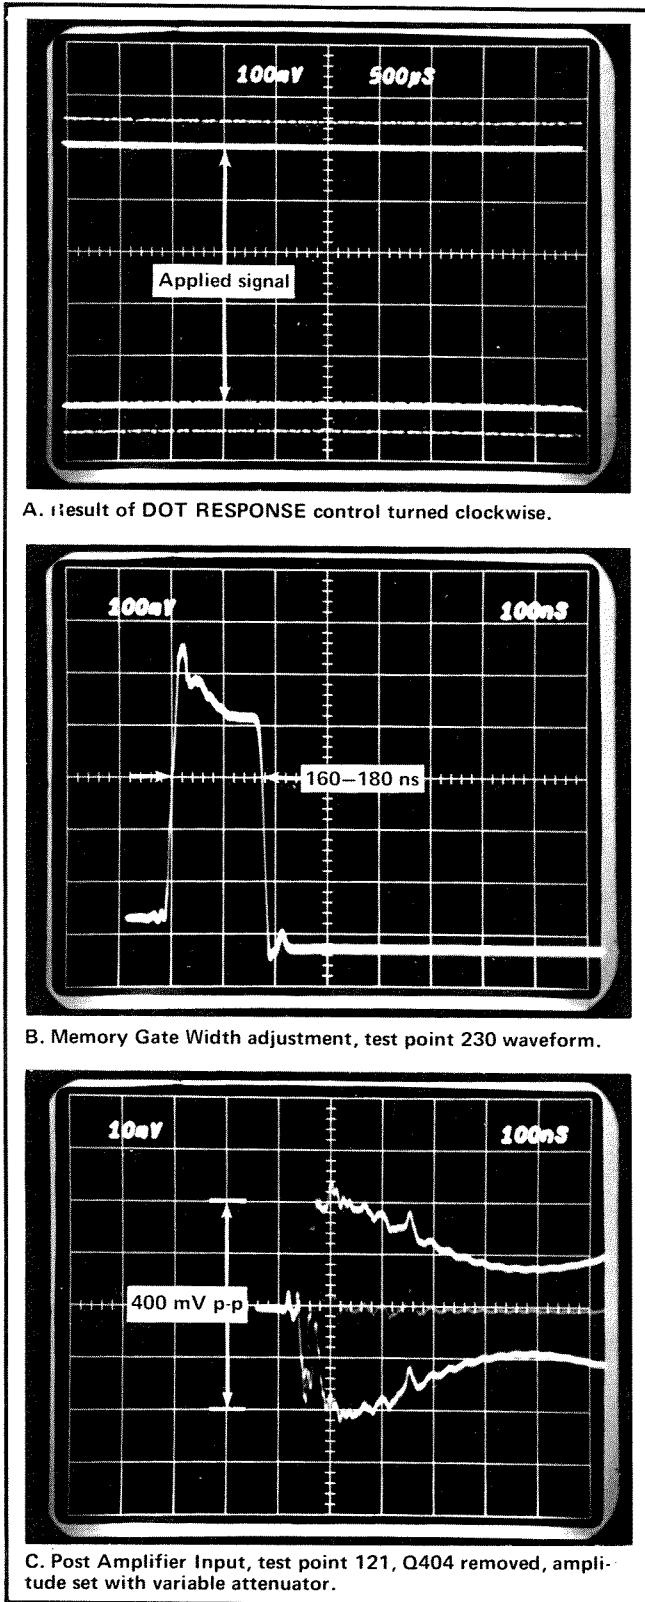 100mV 500µS
Applied signal
A. Result of DOT RESPONSE control turned clockwise.
100mV 100nS
160–180 ns
B. Memory Gate Width adjustment, test point 230 waveform.
10mV 100nS
400 mV p-p
C. Post Amplifier Input, test point 121, Q404 removed, ampli-
tude set with variable attenuator.